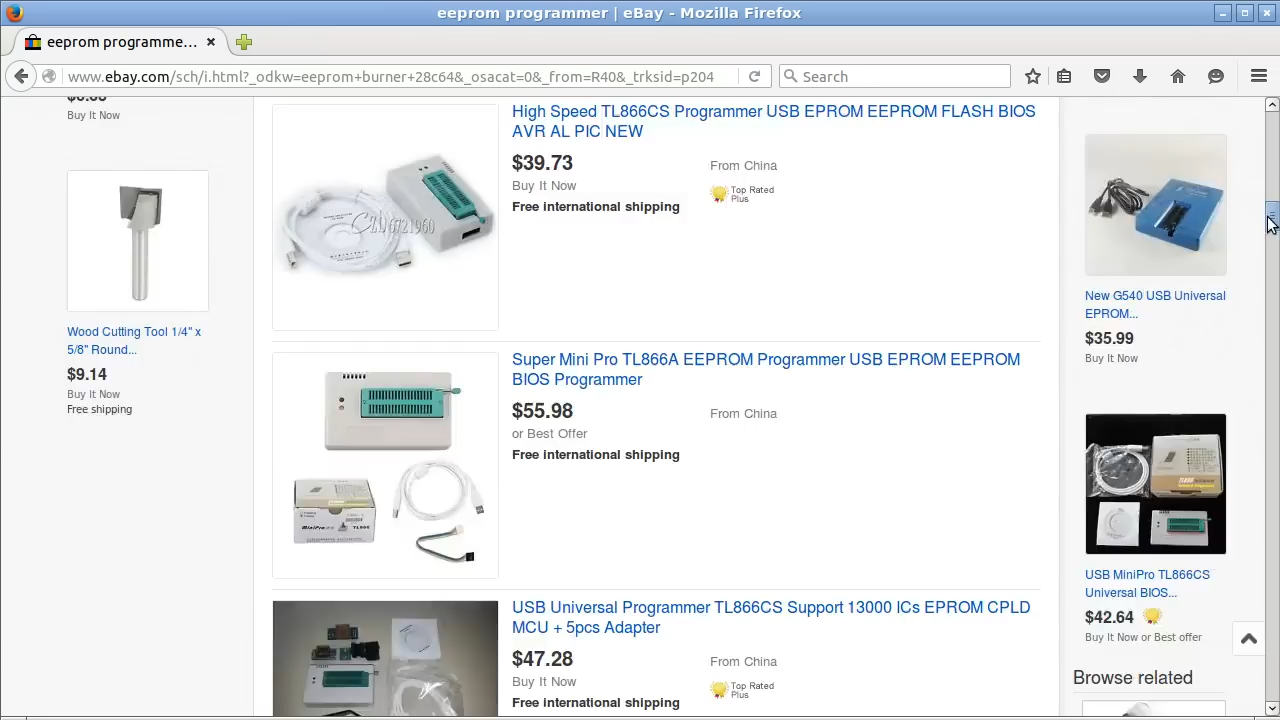 eeprom programmer | eBay - Mozilla Firefox
eeprom programme...
www.ebay.com/sch/i.html?_odkw=eeprom+burner+28c64&_osacat=0&_from=R40&_trksid=p204
Search
Buy It Now
Wood Cutting Tool 1/4" x
5/8" Round...
$9.14
Buy It Now
Free shipping
High Speed TL866CS Programmer USB EPROM EEPROM FLASH BIOS
AVR AL PIC NEW
$39.73
From China
Buy It Now
Top Rated
Plus
Free international shipping
Super Mini Pro TL866A EEPROM Programmer USB EPROM EEPROM
BIOS Programmer
$55.98
From China
or Best Offer
Free international shipping
MiniPro TL866
USB Universal Programmer TL866CS Support 13000 ICs EPROM CPLD
MCU + 5pcs Adapter
$47.28
From China
Buy It Now
Top Rated
Plus
Free international shipping
New G540 USB Universal
EPROM...
$35.99
Buy It Now
USB MiniPro TL866CS
Universal BIOS...
$42.64
Buy It Now or Best offer
Browse related